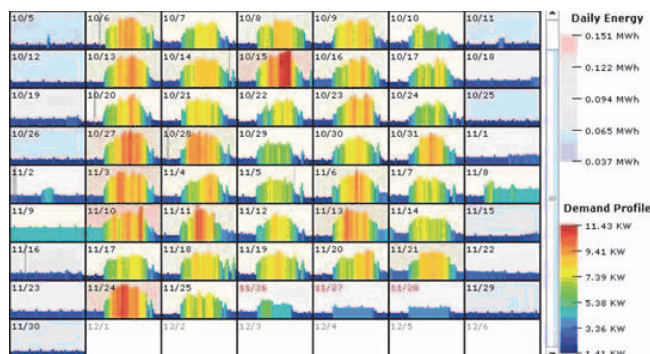 10/5 10/6 10/7 10/8 10/9 10/10 10/11
10/12 10/13 10/14 10/15 10/16 10/17 10/18
10/19 10/20 10/21 10/22 10/23 10/24 10/25
10/26 10/27 10/28 10/29 10/30 10/31 11/1
11/2 11/3 11/4 11/5 11/6 11/7 11/8
11/9 11/10 11/11 11/12 11/13 11/14 11/15
11/16 11/17 11/18 11/19 11/20 11/21 11/22
11/23 11/24 11/25 11/26 11/27 11/28 11/29
11/30 12/1 12/2 12/3 12/4 12/5 12/6
Daily Energy
0.151 MWh
0.122 MWh
0.094 MWh
0.065 MWh
0.037 MWh
Demand Profile
11.43 KW
9.41 KW
7.39 KW
5.38 KW
3.36 KW
1.41 KW